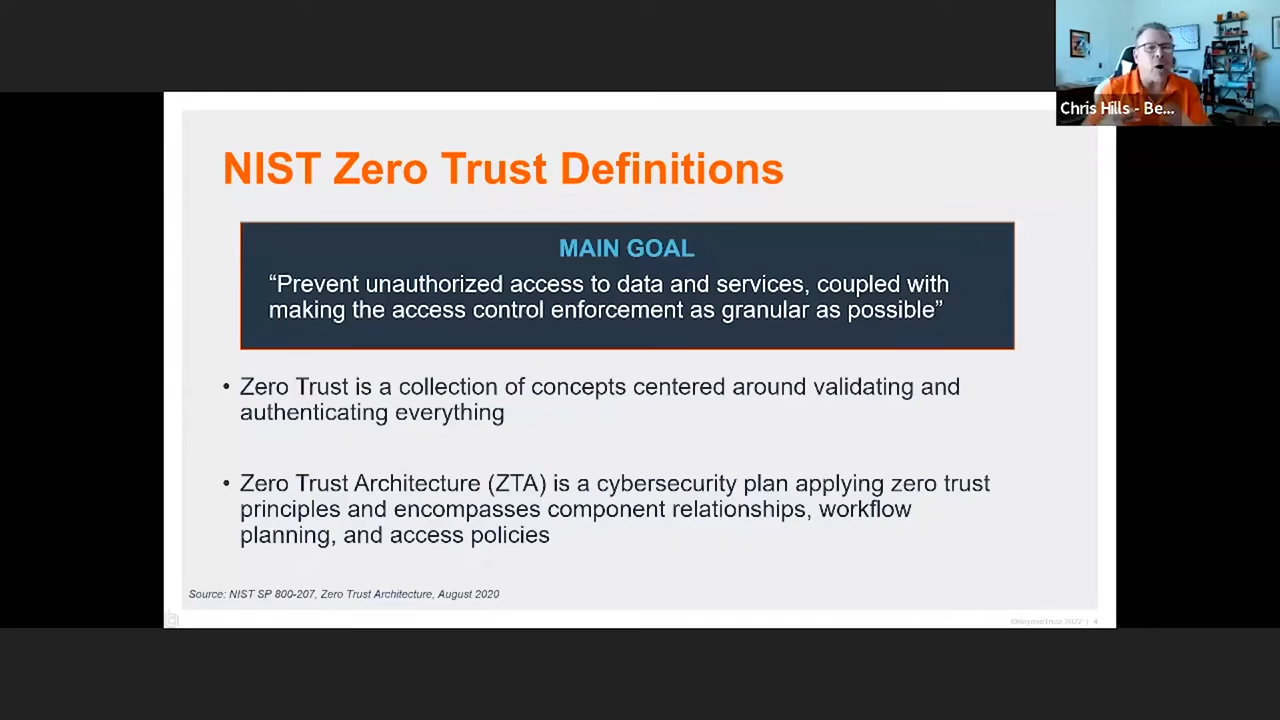 Chris Hills - Be...
NIST Zero Trust Definitions
MAIN GOAL
“Prevent unauthorized access to data and services, coupled with
making the access control enforcement as granular as possible”
• Zero Trust is a collection of concepts centered around validating and
authenticating everything
• Zero Trust Architecture (ZTA) is a cybersecurity plan applying zero trust
principles and encompasses component relationships, workflow
planning, and access policies
Source: NIST SP 800-207, Zero Trust Architecture, August 2020
©BeyondTrust 2022 | 4